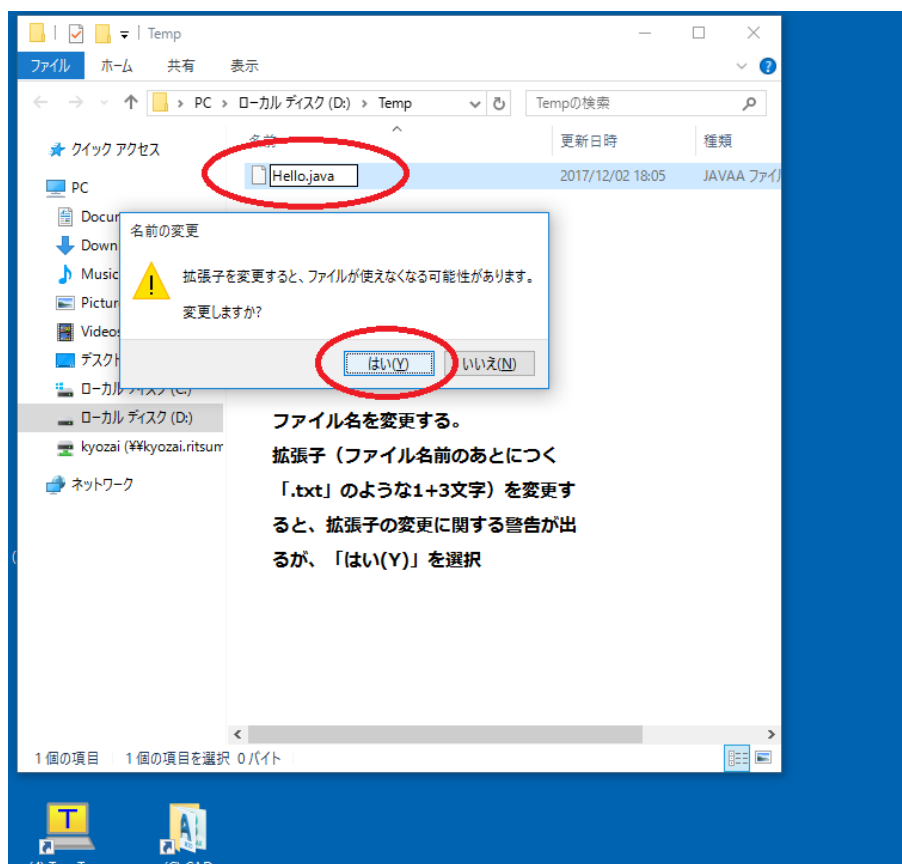 Temp
ファイル ホーム 共有 表示
PC > ローカル ディスク (D:) > Temp Tempの検索
名前 更新日時 種類
クイック アクセス
Hello.java 2017/12/02 18:05 JAVAA ファイル
PC
Docum
Down
Music
Pictur
Videos
デスクト
ローカル ディスク (C:)
ローカル ディスク (D:)
kyozai (¥¥kyozai.ritsum
ネットワーク
名前の変更
拡張子を変更すると、ファイルが使えなくなる可能性があります。
変更しますか?
はい(Y) いいえ(N)
ファイル名を変更する。
拡張子（ファイル名前のあとにつく
「.txt」のような1+3文字）を変更す
ると、拡張子の変更に関する警告が出
るが、「はい(Y)」を選択
1 個の項目 1 個の項目を選択 0 バイト